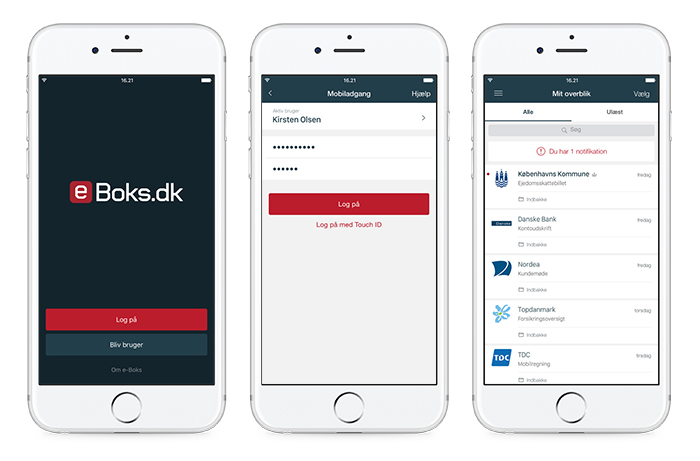 16.21
e Boks.dk
Log på
Bliv bruger
Om e-Boks
16.21
Mobiladgang
Hjælp
Aktiv bruger
Kirsten Olsen
••••••••••
••••••
Log på
Log på med Touch ID
16.21
Mit overblik
Vælg
Alle
Ulæst
Søg
Du har 1 notifikation
Københavns Kommune
fredag
Ejedomsskattebillet
Indbakke
Danske Bank
fredag
Kontoudskrift
Indbakke
Nordea
fredag
Kundemøde
Indbakke
Topdanmark
torsdag
Forsikringsoversigt
Indbakke
TDC
TDC
fredag
Mobilregning
Indbakke